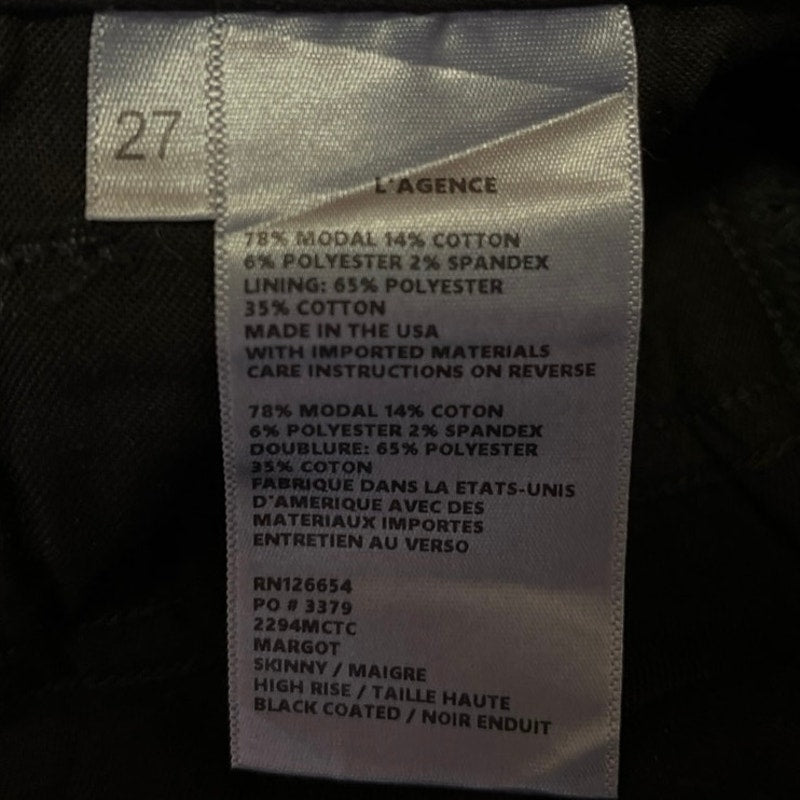 27
L'AGENCE
78% MODAL 14% COTTON
6% POLYESTER 2% SPANDEX
LINING: 65% POLYESTER
35% COTTON
MADE IN THE USA
WITH IMPORTED MATERIALS
CARE INSTRUCTIONS ON REVERSE
78% MODAL 14% COTON
6% POLYESTER 2% SPANDEX
DOUBLURE: 65% POLYESTER
35% COTON
FABRIQUE DANS LA ETATS-UNIS
D'AMERIQUE AVEC DES
MATERIAUX IMPORTES
ENTRETIEN AU VERSO
RN126654
PO # 3379
2294MCTC
MARGOT
SKINNY / MAIGRE
HIGH RISE / TAILLE HAUTE
BLACK COATED / NOIR ENDUIT